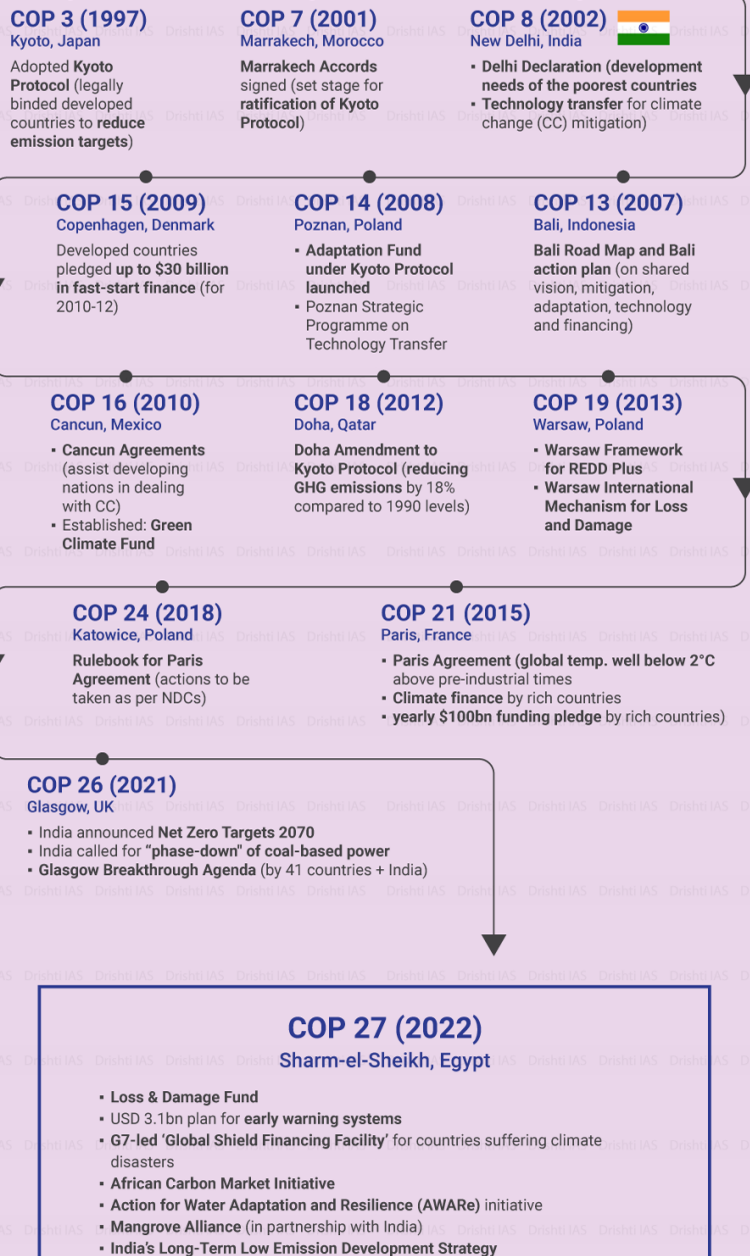 COP 3 (1997)
Kyoto, Japan
Adopted Kyoto
Protocol (legally
binded developed
countries to reduce
emission targets)
COP 7 (2001)
Marrakech, Morocco
Marrakech Accords
signed (set stage for
ratification of Kyoto
Protocol)
COP 8 (2002)
New Delhi, India
▪ Delhi Declaration (development
needs of the poorest countries
▪ Technology transfer for climate
change (CC) mitigation)
COP 15 (2009)
Copenhagen, Denmark
Developed countries
pledged up to $30 billion
in fast-start finance (for
2010-12)
COP 14 (2008)
Poznan, Poland
▪ Adaptation Fund
under Kyoto Protocol
launched
▪ Poznan Strategic
Programme on
Technology Transfer
COP 13 (2007)
Bali, Indonesia
Bali Road Map and Bali
action plan (on shared
vision, mitigation,
adaptation, technology
and financing)
COP 16 (2010)
Cancun, Mexico
▪ Cancun Agreements
(assist developing
nations in dealing
with CC)
▪ Established: Green
Climate Fund
COP 18 (2012)
Doha, Qatar
Doha Amendment to
Kyoto Protocol (reducing
GHG emissions by 18%
compared to 1990 levels)
COP 19 (2013)
Warsaw, Poland
▪ Warsaw Framework
for REDD Plus
▪ Warsaw International
Mechanism for Loss
and Damage
COP 24 (2018)
Katowice, Poland
Rulebook for Paris
Agreement (actions to be
taken as per NDCs)
COP 21 (2015)
Paris, France
▪ Paris Agreement (global temp. well below 2°C
above pre-industrial times
▪ Climate finance by rich countries
▪ yearly $100bn funding pledge by rich countries)
COP 26 (2021)
Glasgow, UK
▪ India announced Net Zero Targets 2070
▪ India called for “phase-down" of coal-based power
▪ Glasgow Breakthrough Agenda (by 41 countries + India)
COP 27 (2022)
Sharm-el-Sheikh, Egypt
▪ Loss & Damage Fund
▪ USD 3.1bn plan for early warning systems
▪ G7-led ‘Global Shield Financing Facility’ for countries suffering climate
disasters
▪ African Carbon Market Initiative
▪ Action for Water Adaptation and Resilience (AWARe) initiative
▪ Mangrove Alliance (in partnership with India)
▪ India's Long-Term Low Emission Development Strategy